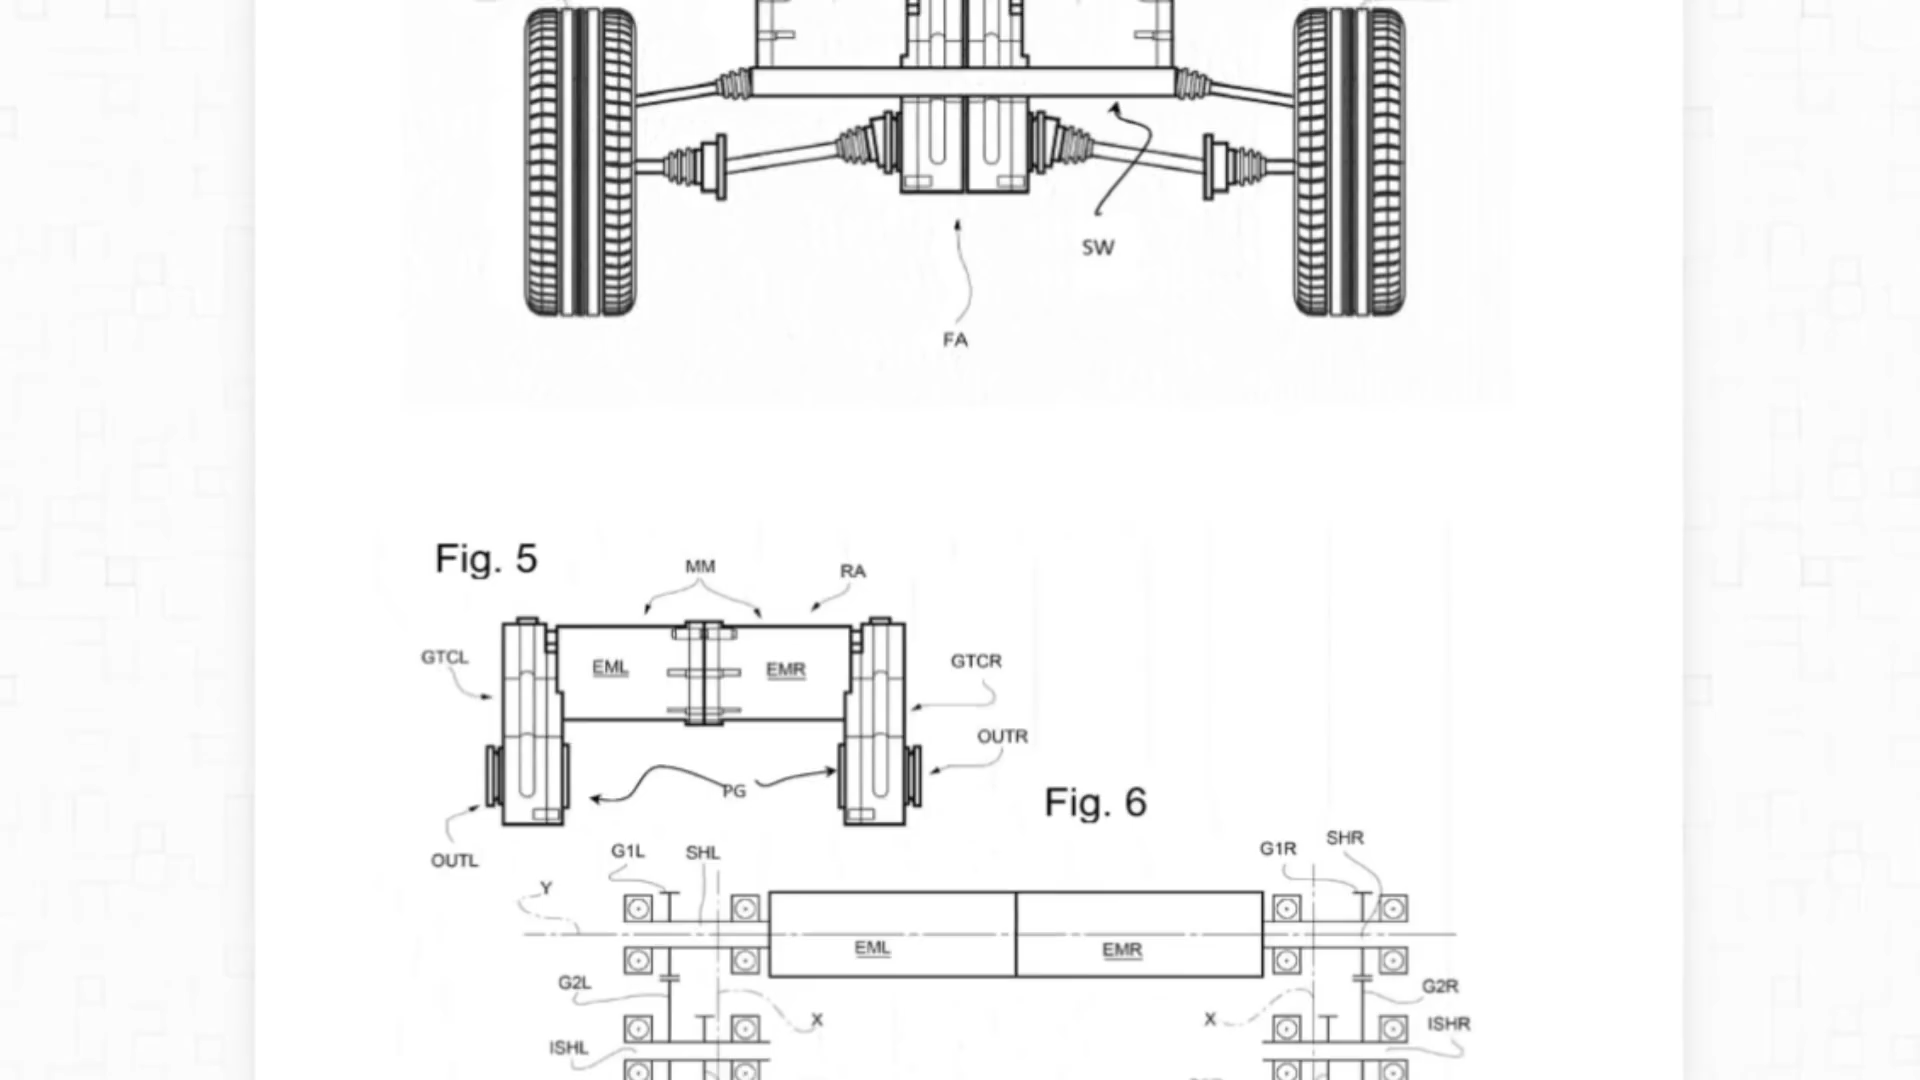 SW
FA
Fig. 5
MM
RA
GTCL
EML
EMR
GTCR
OUTR
PG
OUTL
Fig. 6
G1L
SHL
G1R
SHR
Y
EML
EMR
G2L
G2R
X
X
ISHL
ISHR